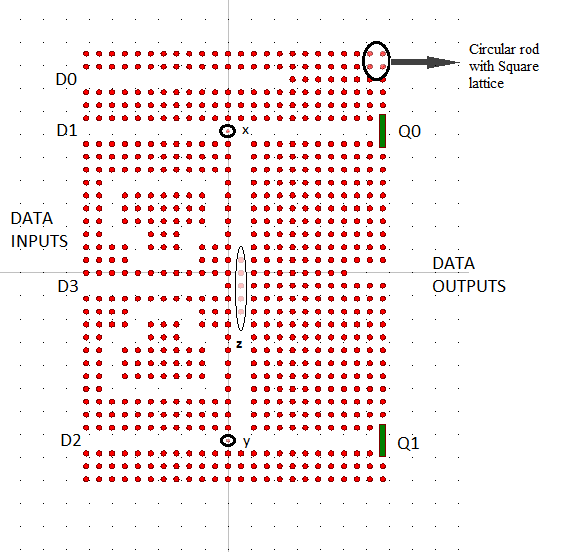 Circular rod
with Square
lattice
D0
D1
x
Q0
DATA
INPUTS
DATA
OUTPUTS
D3
z
D2
y
Q1